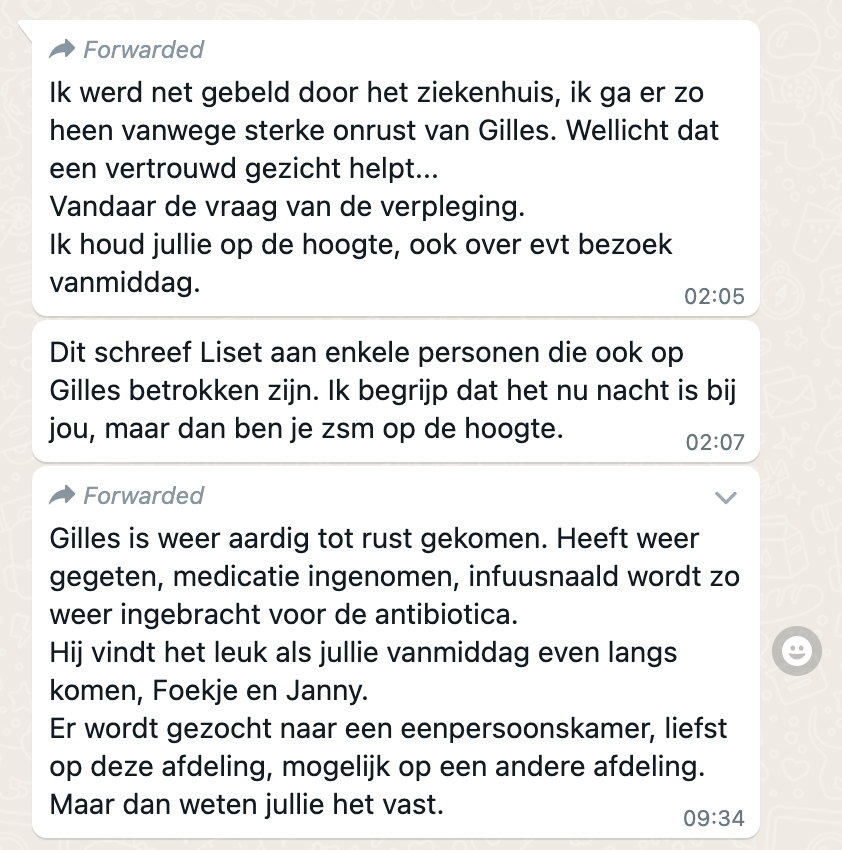 Forwarded
Ik werd net gebeld door het ziekenhuis, ik ga er zo
heen vanwege sterke onrust van Gilles. Wellicht dat
een vertrouwd gezicht helpt...
Vandaar de vraag van de verpleging.
Ik houd jullie op de hoogte, ook over evt bezoek
vanmiddag.
02:05
Dit schreef Liset aan enkele personen die ook op
Gilles betrokken zijn. Ik begrijp dat het nu nacht is bij
jou, maar dan ben je zsm op de hoogte.
02:07
Forwarded
Gilles is weer aardig tot rust gekomen. Heeft weer
gegeten, medicatie ingenomen, infuusnaald wordt zo
weer ingebracht voor de antibiotica.
Hij vindt het leuk als jullie vanmiddag even langs
komen, Foekje en Janny.
Er wordt gezocht naar een eenpersoonskamer, liefst
op deze afdeling, mogelijk op een andere afdeling.
Maar dan weten jullie het vast.
09:34